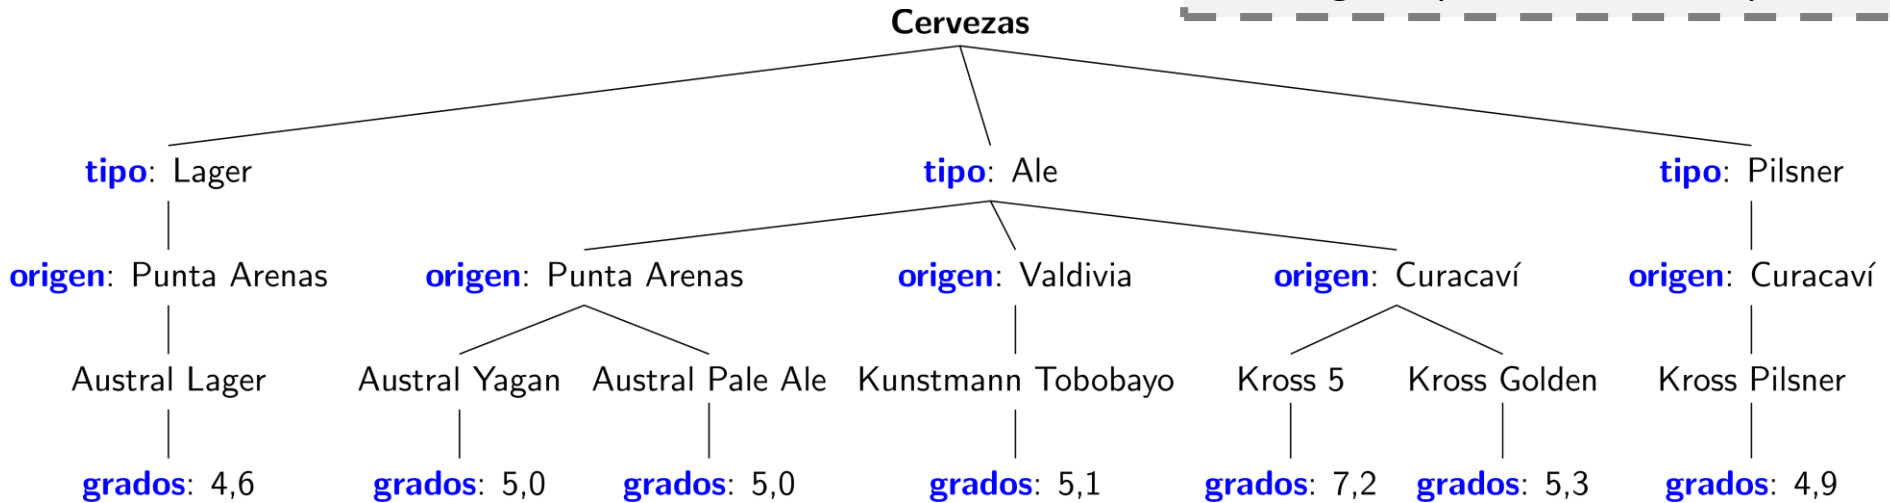 Cervezas
tipo: Lager
tipo: Ale
tipo: Pilsner
origen: Punta Arenas
origen: Punta Arenas
origen: Valdivia
origen: Curacaví
origen: Curacaví
Austral Lager
Austral Yagan
Austral Pale Ale
Kunstmann Tobobayo
Kross 5
Kross Golden
Kross Pilsner
grados: 4,6
grados: 5,0
grados: 5,0
grados: 5,1
grados: 7,2
grados: 5,3
grados: 4,9